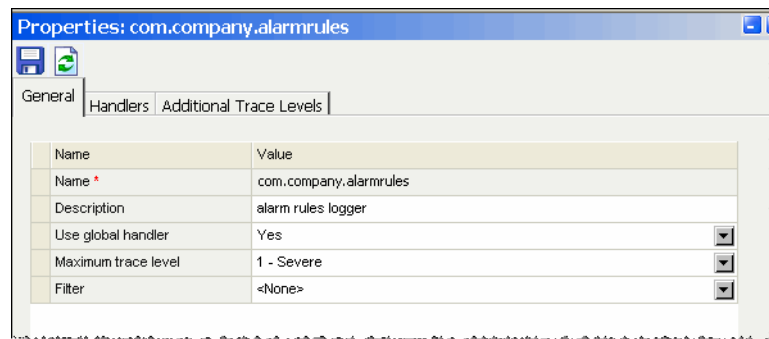 Properties: com.company.alarmrules
General Handlers Additional Trace Levels
Name Value
Name * com.company.alarmrules
Description alarm rules logger
Use global handler Yes
Maximum trace level 1 - Severe
Filter <None>